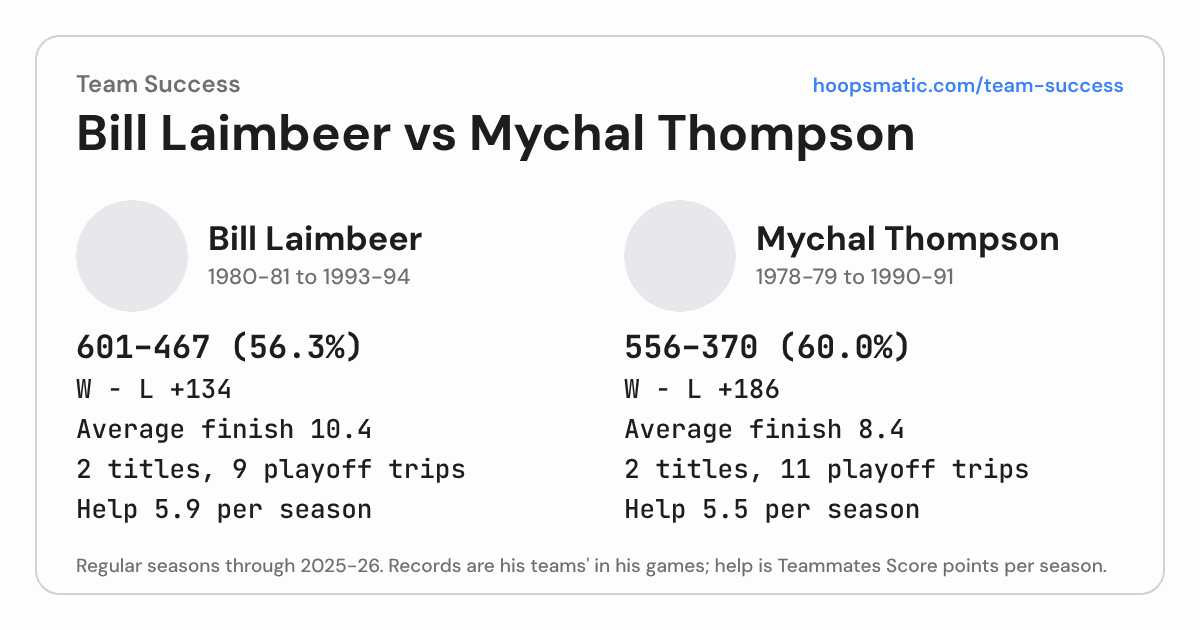 Team Success
hoopsmatic.com/team-success
Bill Laimbeer vs Mychal Thompson
Bill Laimbeer
1980-81 to 1993-94
601-467 (56.3%)
W - L +134
Average finish 10.4
2 titles, 9 playoff trips
Help 5.9 per season
Mychal Thompson
1978-79 to 1990-91
556-370 (60.0%)
W - L +186
Average finish 8.4
2 titles, 11 playoff trips
Help 5.5 per season
Regular seasons through 2025-26. Records are his teams' in his games; help is Teammates Score points per season.